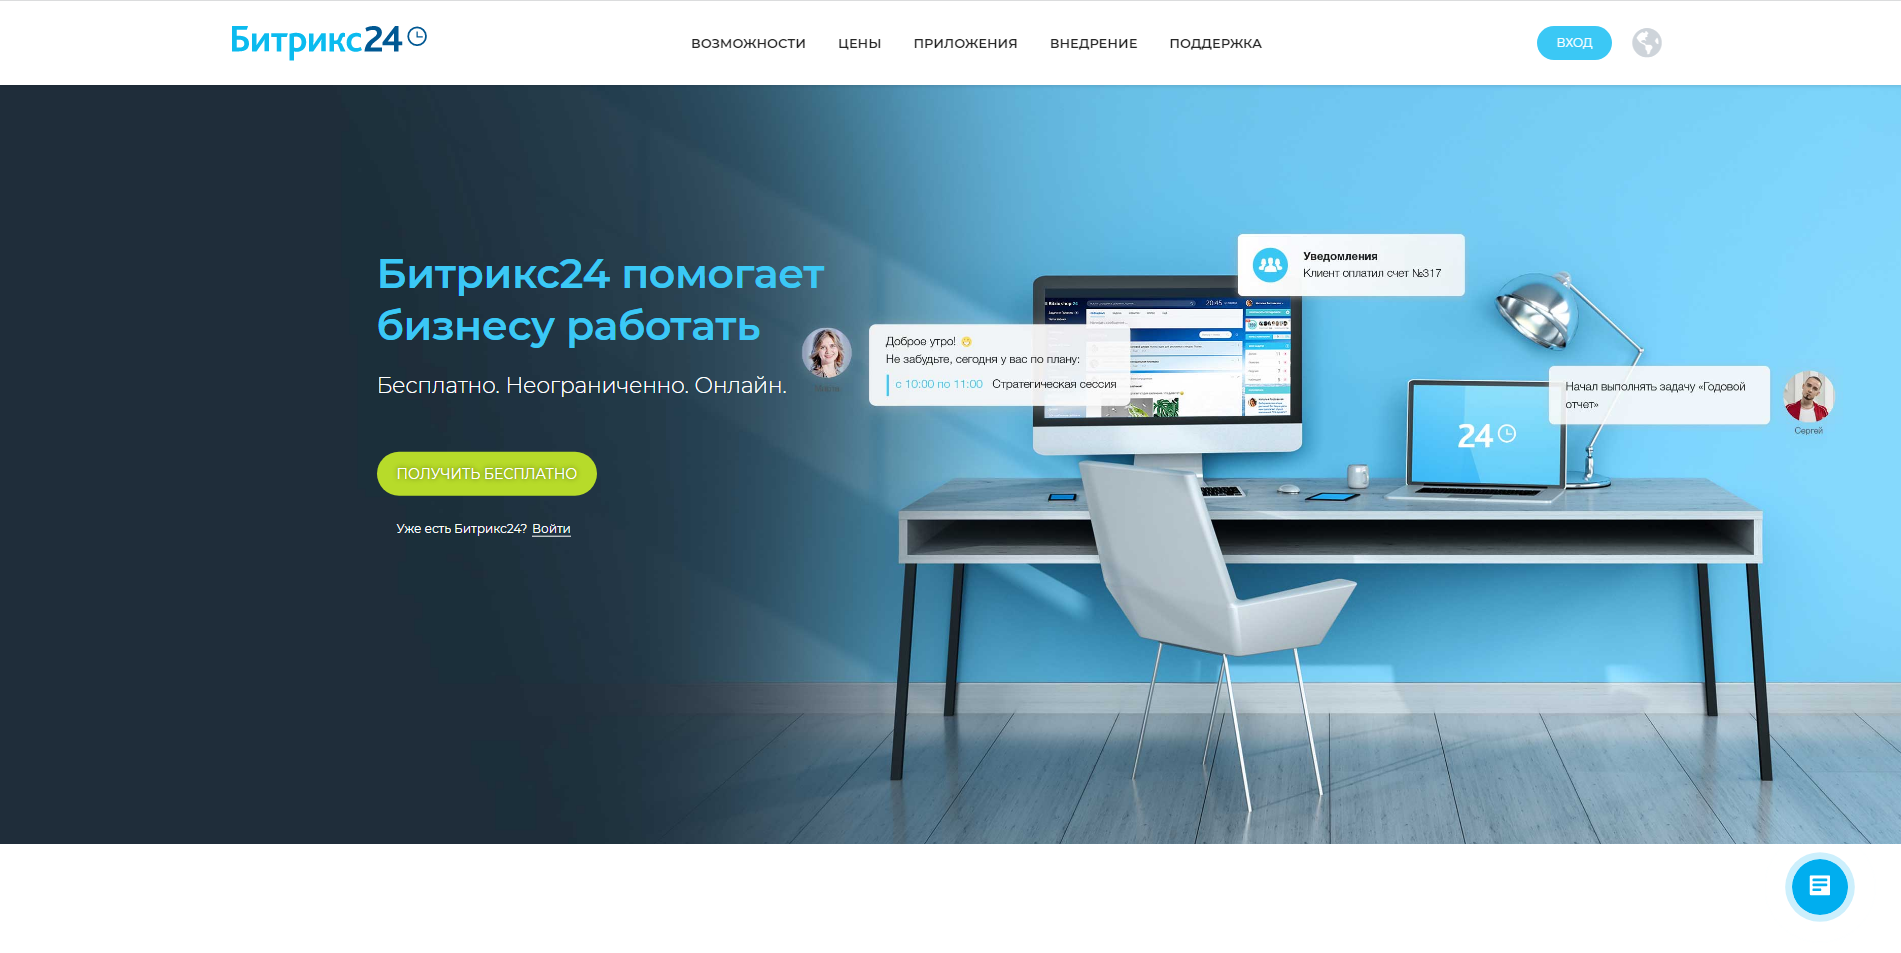 Битрикс24
ВОЗМОЖНОСТИ
ЦЕНЫ
ПРИЛОЖЕНИЯ
ВНЕДРЕНИЕ
ПОДДЕРЖКА
ВХОД
Битрикс24 помогает
бизнесу работать
Бесплатно. Неограниченно. Онлайн.
ПОЛУЧИТЬ БЕСПЛАТНО
Уже есть Битрикс24? Войти
Доброе утро!
Не забудьте, сегодня у вас по плану:
с 10:00 по 11:00 Стратегическая сессия
Уведомления
Клиент оплатил счет №317
20:45
Начал выполнять задачу «Годовой
отчет»
Сергей
24